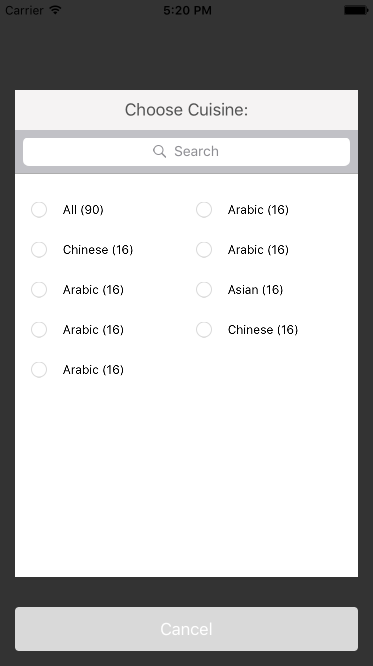 Carrier 5:20 PM
Choose Cuisine:
Search
All (90) Arabic (16)
Chinese (16) Arabic (16)
Arabic (16) Asian (16)
Arabic (16) Chinese (16)
Arabic (16)
Cancel